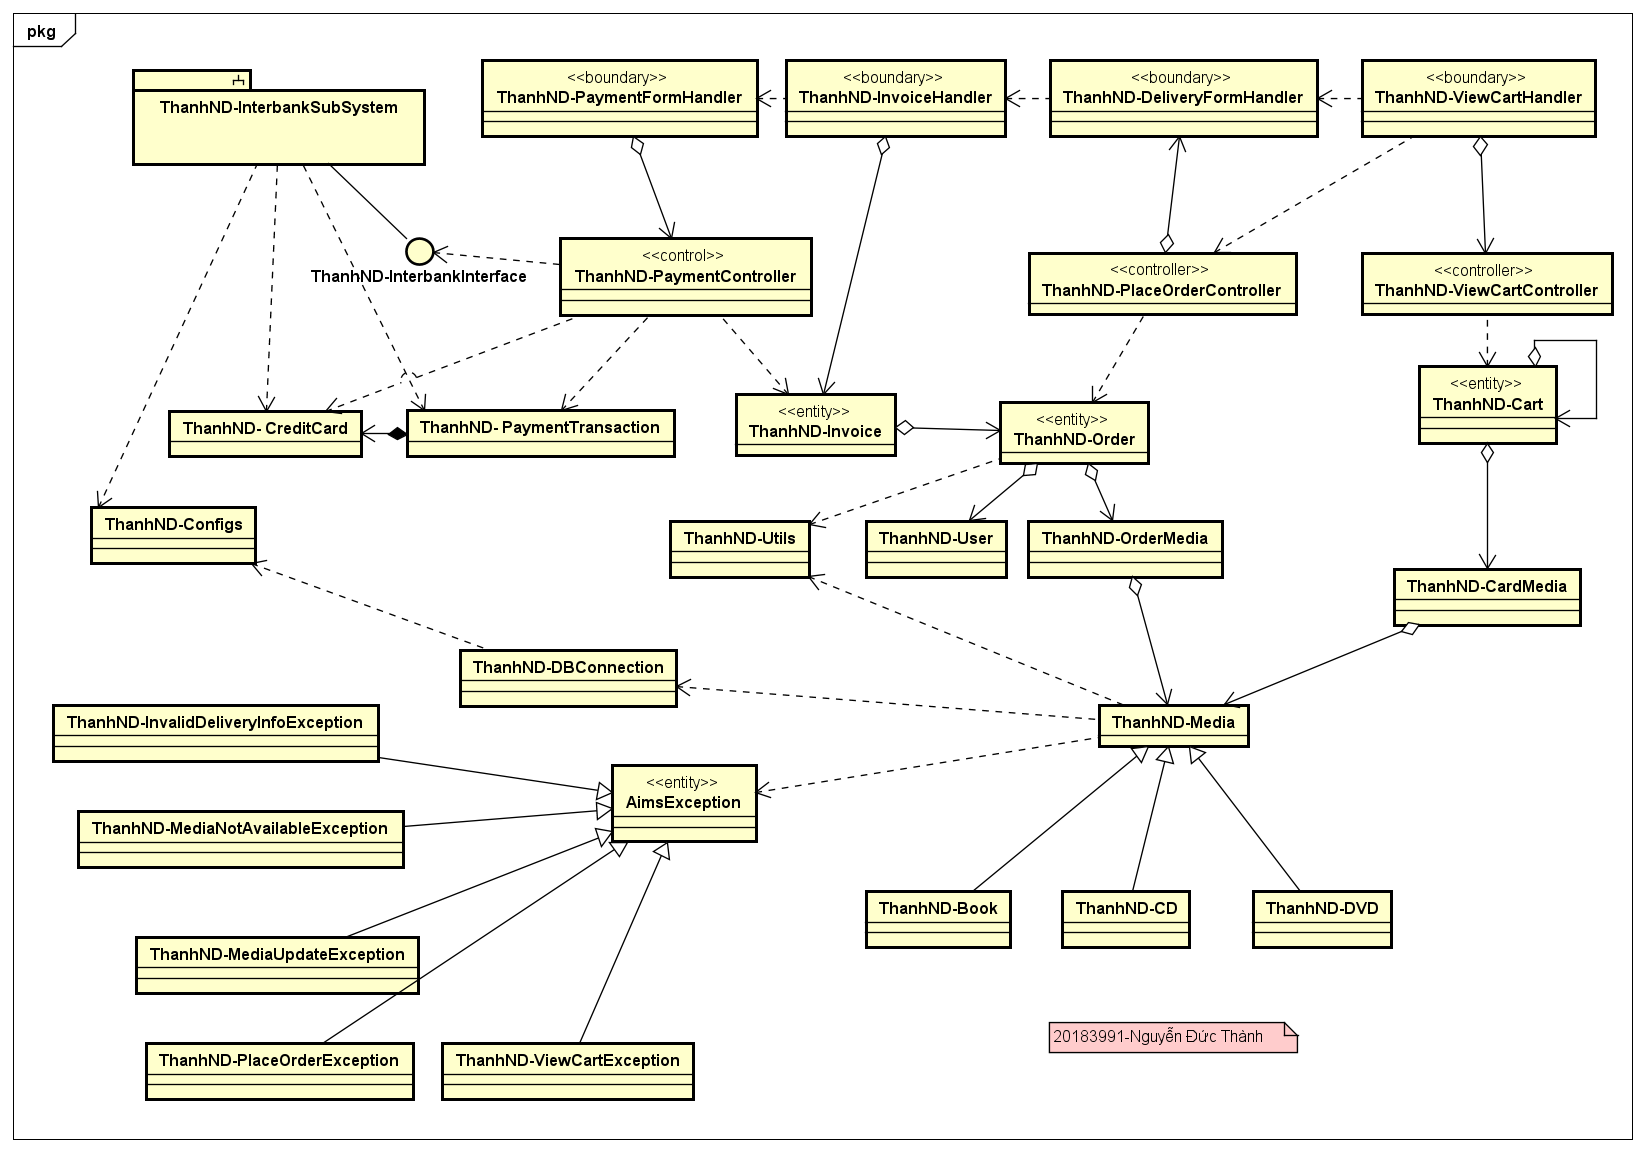 pkg
ThanhND-InterbankSubSystem
<<boundary>>
ThanhND-PaymentFormHandler
<<boundary>>
ThanhND-InvoiceHandler
<<boundary>>
ThanhND-DeliveryFormHandler
<<boundary>>
ThanhND-ViewCartHandler
ThanhND-InterbankInterface
<<control>>
ThanhND-PaymentController
<<controller>>
ThanhND-PlaceOrderController
<<controller>>
ThanhND-ViewCartController
ThanhND- CreditCard
ThanhND- PaymentTransaction
<<entity>>
ThanhND-Invoice
<<entity>>
ThanhND-Order
<<entity>>
ThanhND-Cart
ThanhND-Configs
ThanhND-Utils
ThanhND-User
ThanhND-OrderMedia
ThanhND-CardMedia
ThanhND-DBConnection
ThanhND-InvalidDeliveryInfoException
ThanhND-Media
<<entity>>
AimsException
ThanhND-MediaNotAvailableException
ThanhND-Book
ThanhND-CD
ThanhND-DVD
ThanhND-MediaUpdateException
ThanhND-PlaceOrderException
ThanhND-ViewCartException
20183991-Nguyễn Đức Thành